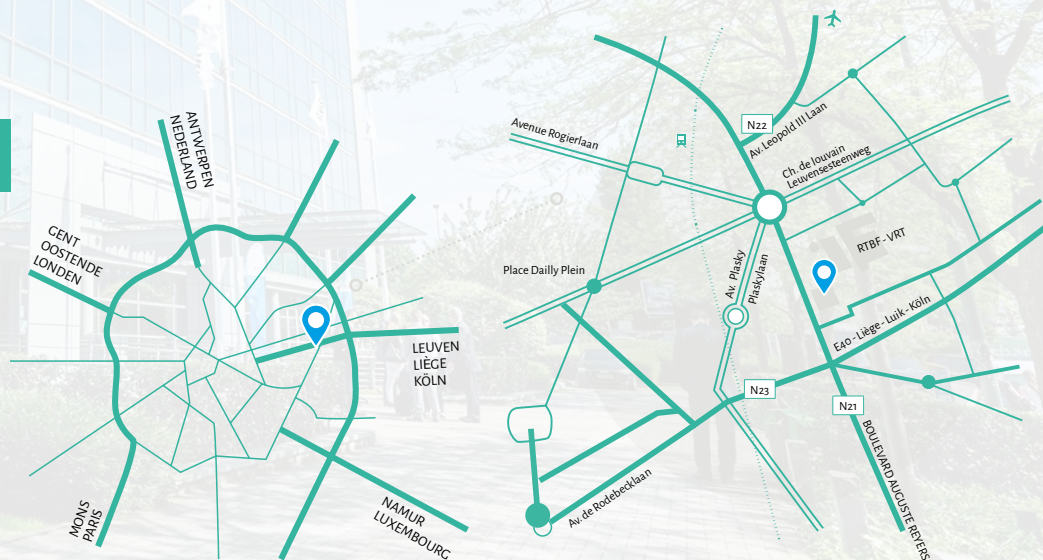 ANTWERPEN
NEDERLAND
GENT
OOSTENDE
LONDEN
LEUVEN
LIÈGE
KÖLN
MONS
PARIS
NAMUR
LUXEMBOURG
N22
Av. Leopold III Laan
Avenue Rogierlaan
Ch. de louvain
Leuvensesteenweg
RTBF - VRT
Place Dailly Plein
Av. Plasky
Plaskylaan
E40 - Liège - Luik - Köln
N23
N21
BOULEVARD AUGUSTE REYERS
Av. de Rodebecklaan